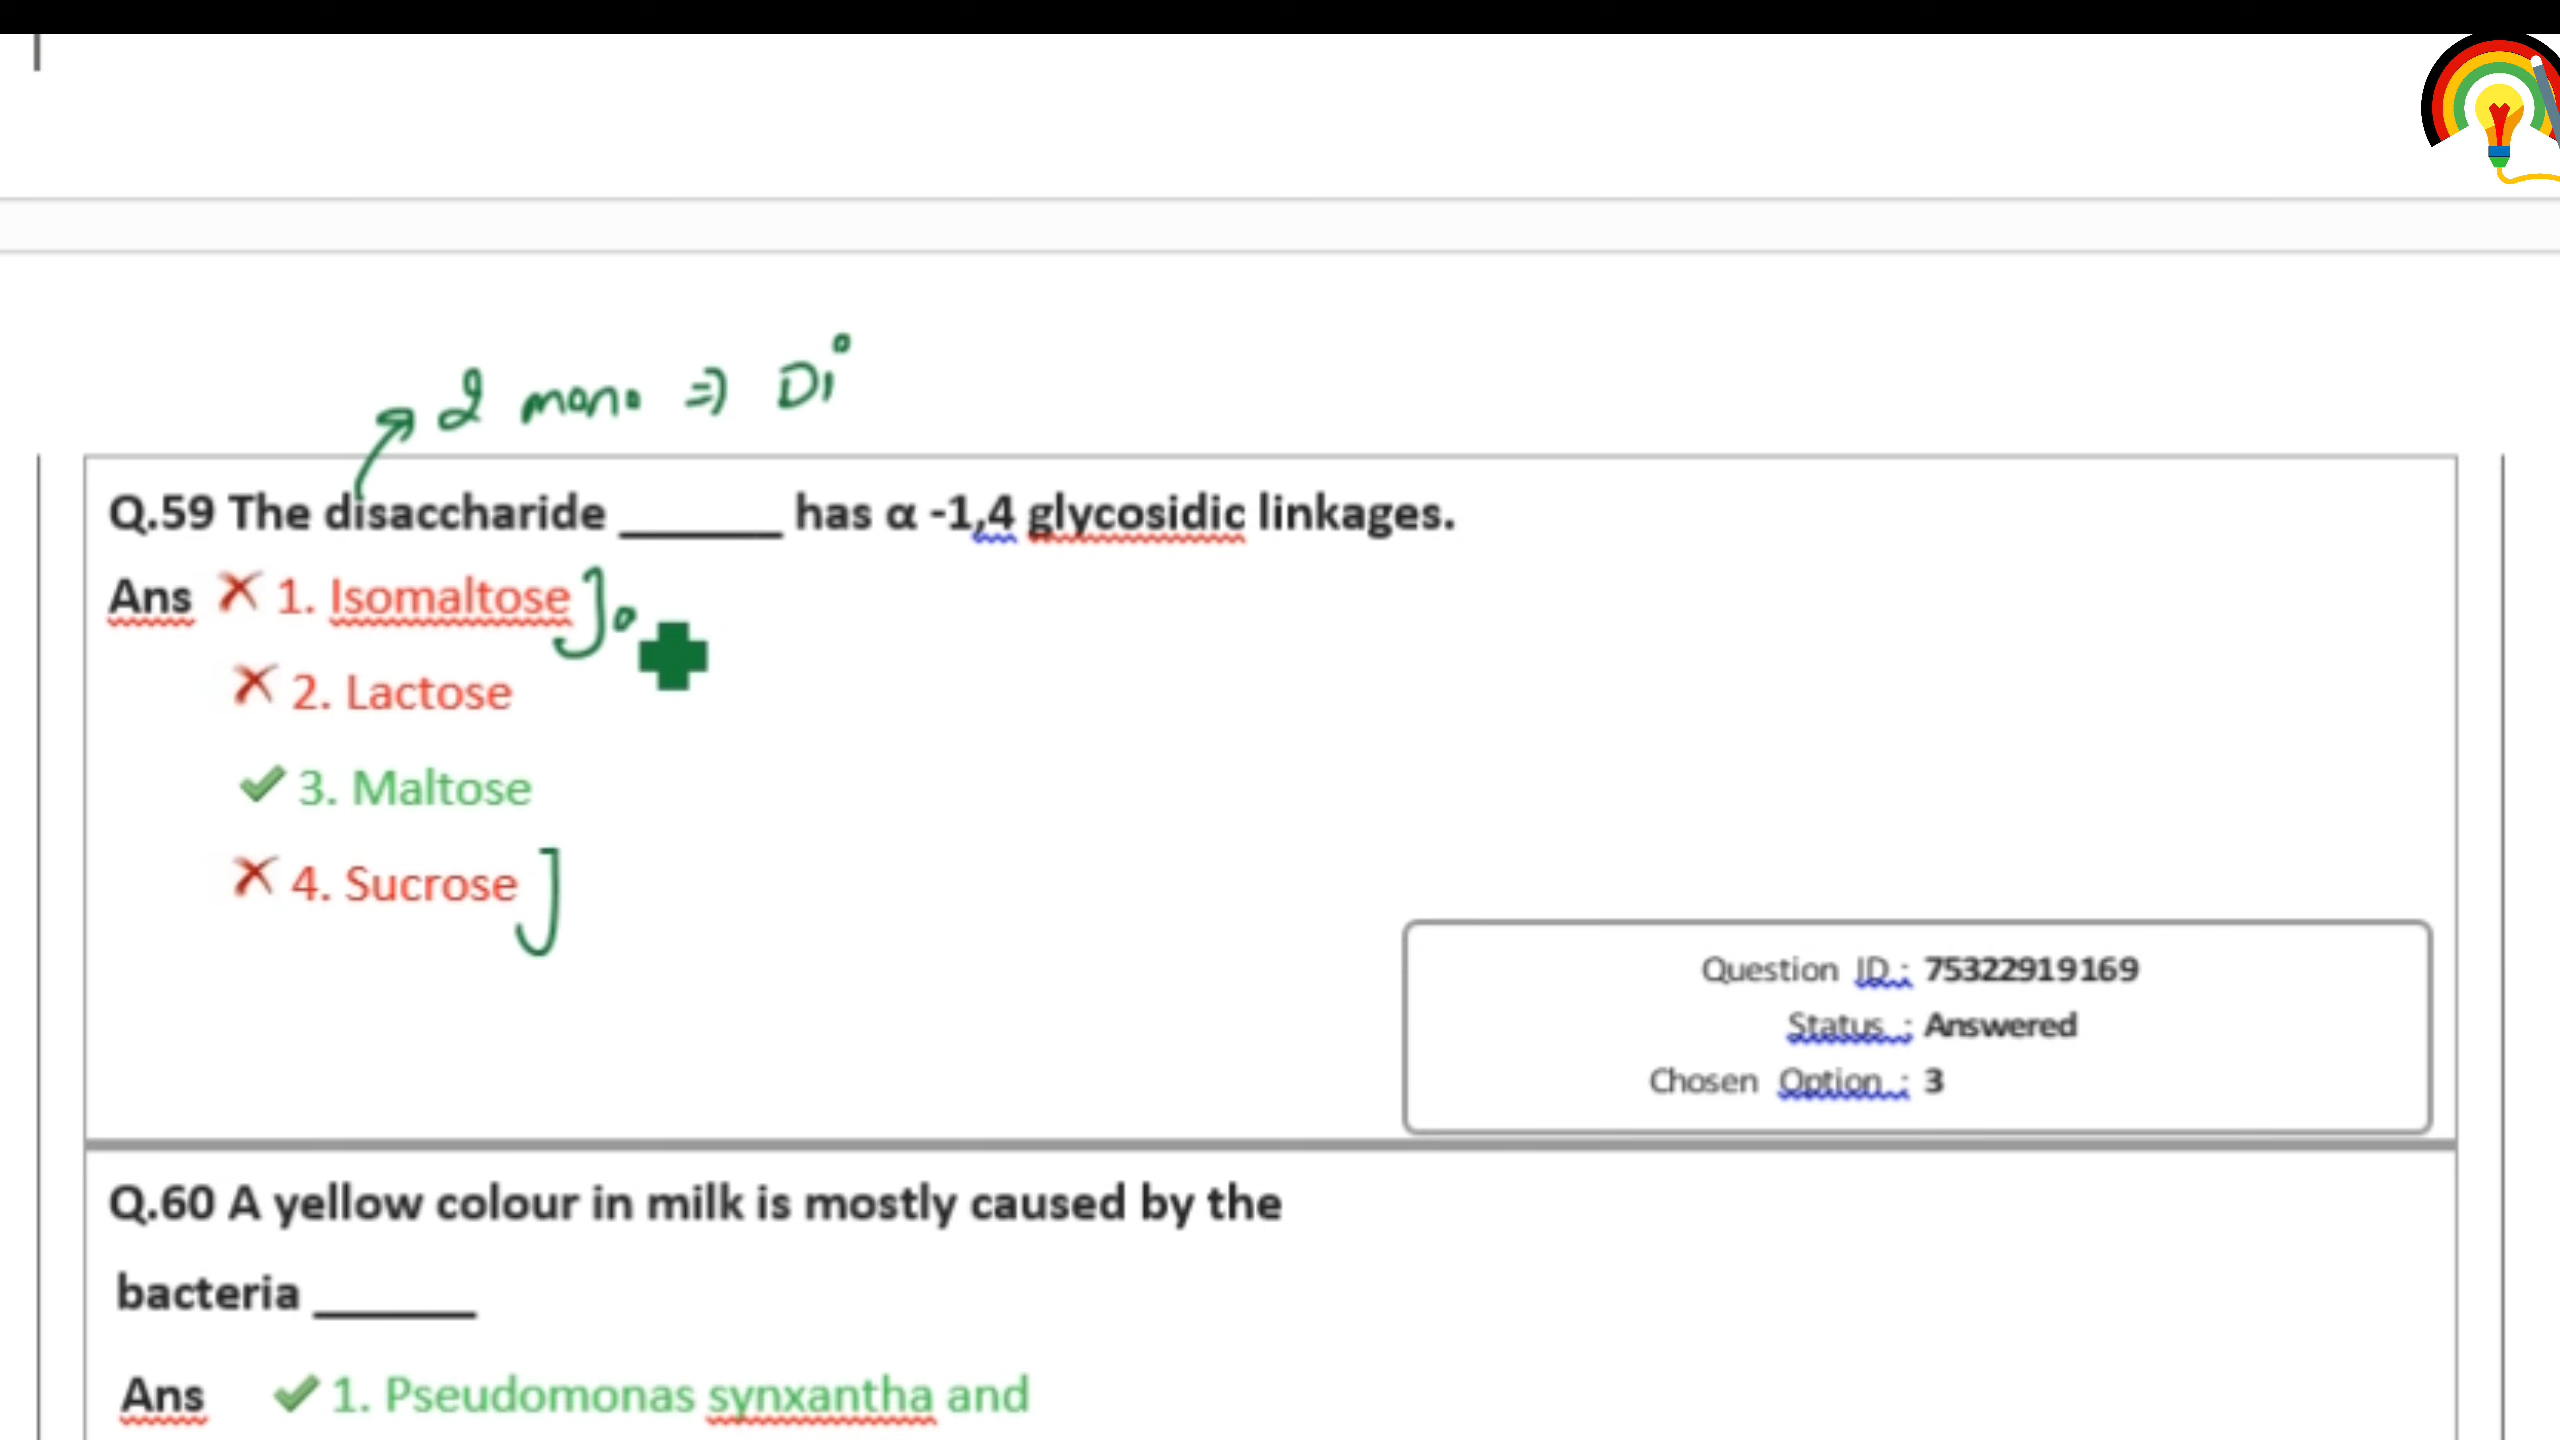 2 mono => Di
Q.59 The disaccharide ______ has α -1,4 glycosidic linkages.
Ans 1. Isomaltose
2. Lactose
3. Maltose
4. Sucrose
Question ID : 75322919169
Status : Answered
Chosen Option : 3
Q.60 A yellow colour in milk is mostly caused by the
bacteria ______
Ans 1. Pseudomonas synxantha and